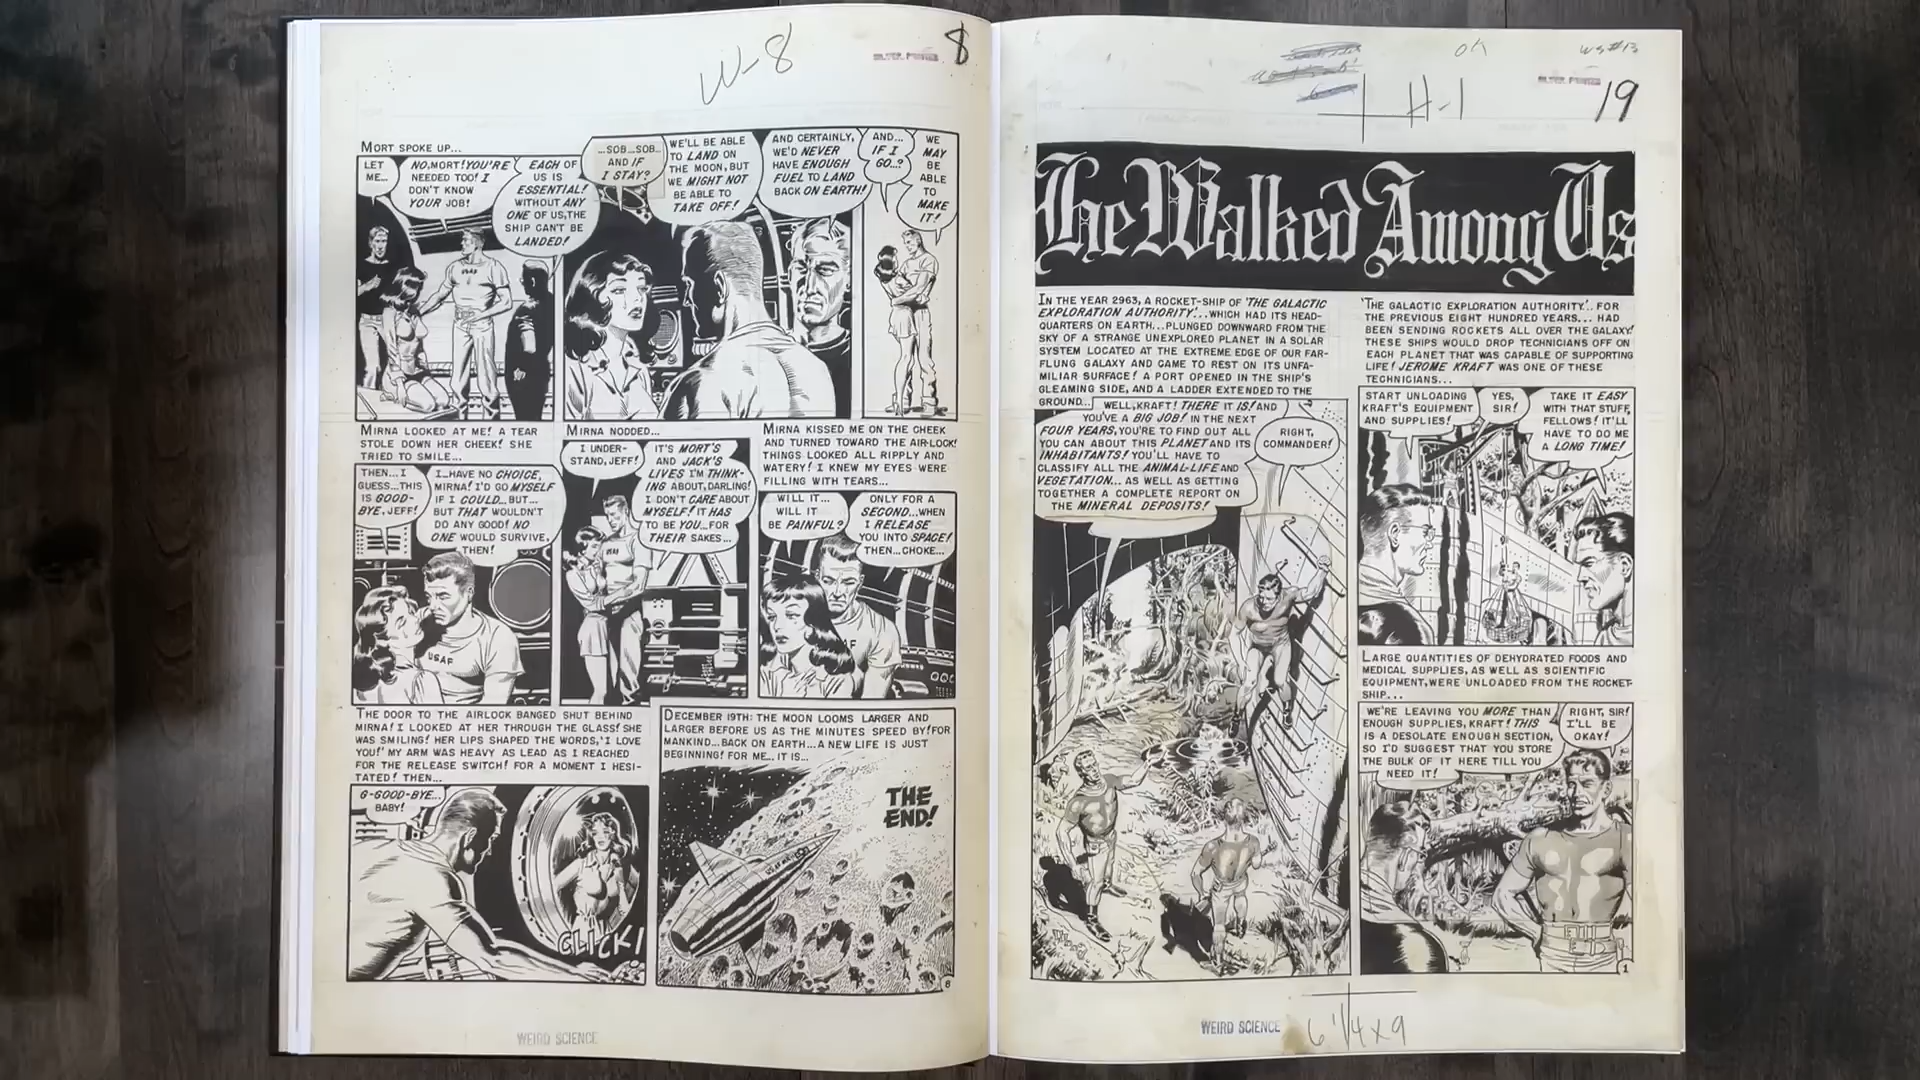 W-8
8
MORT SPOKE UP...
LET
ME...
NO, MORT! YOU'RE
NEEDED TOO! I
DON'T KNOW
YOUR JOB!
EACH OF
US IS
ESSENTIAL!
WITHOUT ANY
ONE OF US, THE
SHIP CAN'T BE
LANDED!
...SOB...SOB...
AND IF
I STAY?
WE'LL BE ABLE
TO LAND ON
THE MOON, BUT
WE MIGHT NOT
BE ABLE TO
TAKE OFF!
AND CERTAINLY,
WE'D NEVER
HAVE ENOUGH
FUEL TO LAND
BACK ON EARTH!
AND...
IF I
GO..?
WE
MAY
BE
ABLE
TO
MAKE
IT!
USAF
MIRNA LOOKED AT ME! A TEAR
STOLE DOWN HER CHEEK! SHE
TRIED TO SMILE...
THEN...I
GUESS...THIS
IS GOOD-
BYE, JEFF!
I...HAVE NO CHOICE,
MIRNA! I'D GO MYSELF
IF I COULD...BUT...
BUT THAT WOULDN'T
DO ANY GOOD! NO
ONE WOULD SURVIVE,
THEN!
USAF
MIRNA NODDED...
I UNDER-
STAND, JEFF!
IT'S MORT'S
AND JACK'S
LIVES I'M THINK-
ING ABOUT, DARLING!
I DON'T CARE ABOUT
MYSELF! IT HAS
TO BE YOU...FOR
THEIR SAKES...
USAF
MIRNA KISSED ME ON THE CHEEK
AND TURNED TOWARD THE AIR-LOCK!
THINGS LOOKED ALL RIPPLY AND
WATERY! I KNEW MY EYES WERE
FILLING WITH TEARS...
WILL IT...
WILL IT
BE PAINFUL?
ONLY FOR A
SECOND...WHEN
I RELEASE
YOU INTO SPACE!
THEN...CHOKE...
AF
THE DOOR TO THE AIRLOCK BANGED SHUT BEHIND
MIRNA! I LOOKED AT HER THROUGH THE GLASS! SHE
WAS SMILING! HER LIPS SHAPED THE WORDS, 'I LOVE
YOU!' MY ARM WAS HEAVY AS LEAD AS I REACHED
FOR THE RELEASE SWITCH! FOR A MOMENT I HESI-
TATED! THEN...
G-GOOD-BYE...
BABY!
CLICK!
DECEMBER 19TH: THE MOON LOOMS LARGER AND
LARGER BEFORE US AS THE MINUTES SPEED BY! FOR
MANKIND...BACK ON EARTH...A NEW LIFE IS JUST
BEGINNING! FOR ME... IT IS...
THE
END!
8
WEIRD SCIENCE
OK
WS#13
H-1
19
He Walked Among Us
IN THE YEAR 2963, A ROCKET-SHIP OF 'THE GALACTIC
EXPLORATION AUTHORITY'...WHICH HAD ITS HEAD-
QUARTERS ON EARTH...PLUNGED DOWNWARD FROM THE
SKY OF A STRANGE UNEXPLORED PLANET IN A SOLAR
SYSTEM LOCATED AT THE EXTREME EDGE OF OUR FAR-
FLUNG GALAXY AND CAME TO REST ON ITS UNFA-
MILIAR SURFACE! A PORT OPENED IN THE SHIP'S
GLEAMING SIDE, AND A LADDER EXTENDED TO THE
GROUND...
WELL, KRAFT! THERE IT IS! AND
YOU'VE A BIG JOB! IN THE NEXT
FOUR YEARS, YOU'RE TO FIND OUT ALL
YOU CAN ABOUT THIS PLANET AND ITS
INHABITANTS! YOU'LL HAVE TO
CLASSIFY ALL THE ANIMAL-LIFE AND
VEGETATION... AS WELL AS GETTING
TOGETHER A COMPLETE REPORT ON
THE MINERAL DEPOSITS!
RIGHT,
COMMANDER!
'THE GALACTIC EXPLORATION AUTHORITY'... FOR
THE PREVIOUS EIGHT HUNDRED YEARS... HAD
BEEN SENDING ROCKETS ALL OVER THE GALAXY!
THESE SHIPS WOULD DROP TECHNICIANS OFF ON
EACH PLANET THAT WAS CAPABLE OF SUPPORTING
LIFE! JEROME KRAFT WAS ONE OF THESE
TECHNICIANS...
START UNLOADING
KRAFT'S EQUIPMENT
AND SUPPLIES!
YES,
SIR!
TAKE IT EASY
WITH THAT STUFF,
FELLOWS! IT'LL
HAVE TO DO ME
A LONG TIME!
LARGE QUANTITIES OF DEHYDRATED FOODS AND
MEDICAL SUPPLIES, AS WELL AS SCIENTIFIC
EQUIPMENT, WERE UNLOADED FROM THE ROCKET-
SHIP...
WE'RE LEAVING YOU MORE THAN
ENOUGH SUPPLIES, KRAFT! THIS
IS A DESOLATE ENOUGH SECTION,
SO I'D SUGGEST THAT YOU STORE
THE BULK OF IT HERE TILL YOU
NEED IT!
RIGHT, SIR!
I'LL BE
OKAY!
Wood
1
WEIRD SCIENCE
6 1/4 x 9